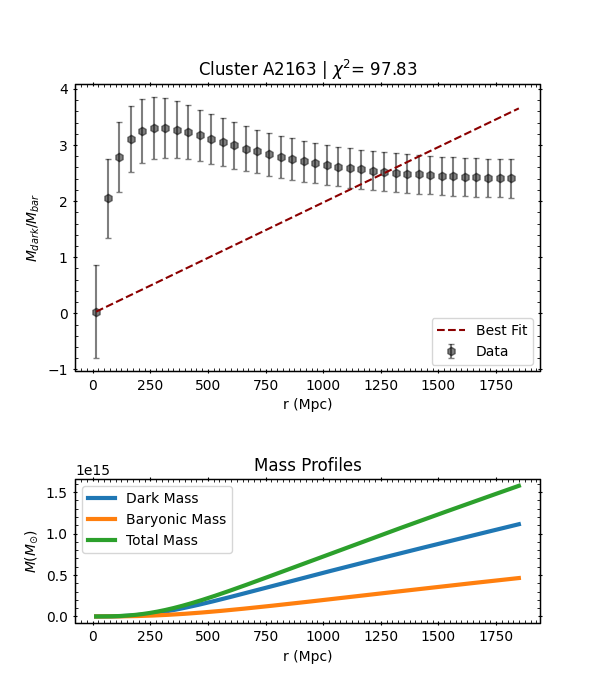 Cluster A2163 | χ²= 97.83
4
3
2
1
0
−1
M_dark/M_bar
Best Fit
Data
0 250 500 750 1000 1250 1500 1750
r (Mpc)
Mass Profiles
1e15
1.5
1.0
0.5
0.0
M(M☉)
Dark Mass
Baryonic Mass
Total Mass
0 250 500 750 1000 1250 1500 1750
r (Mpc)